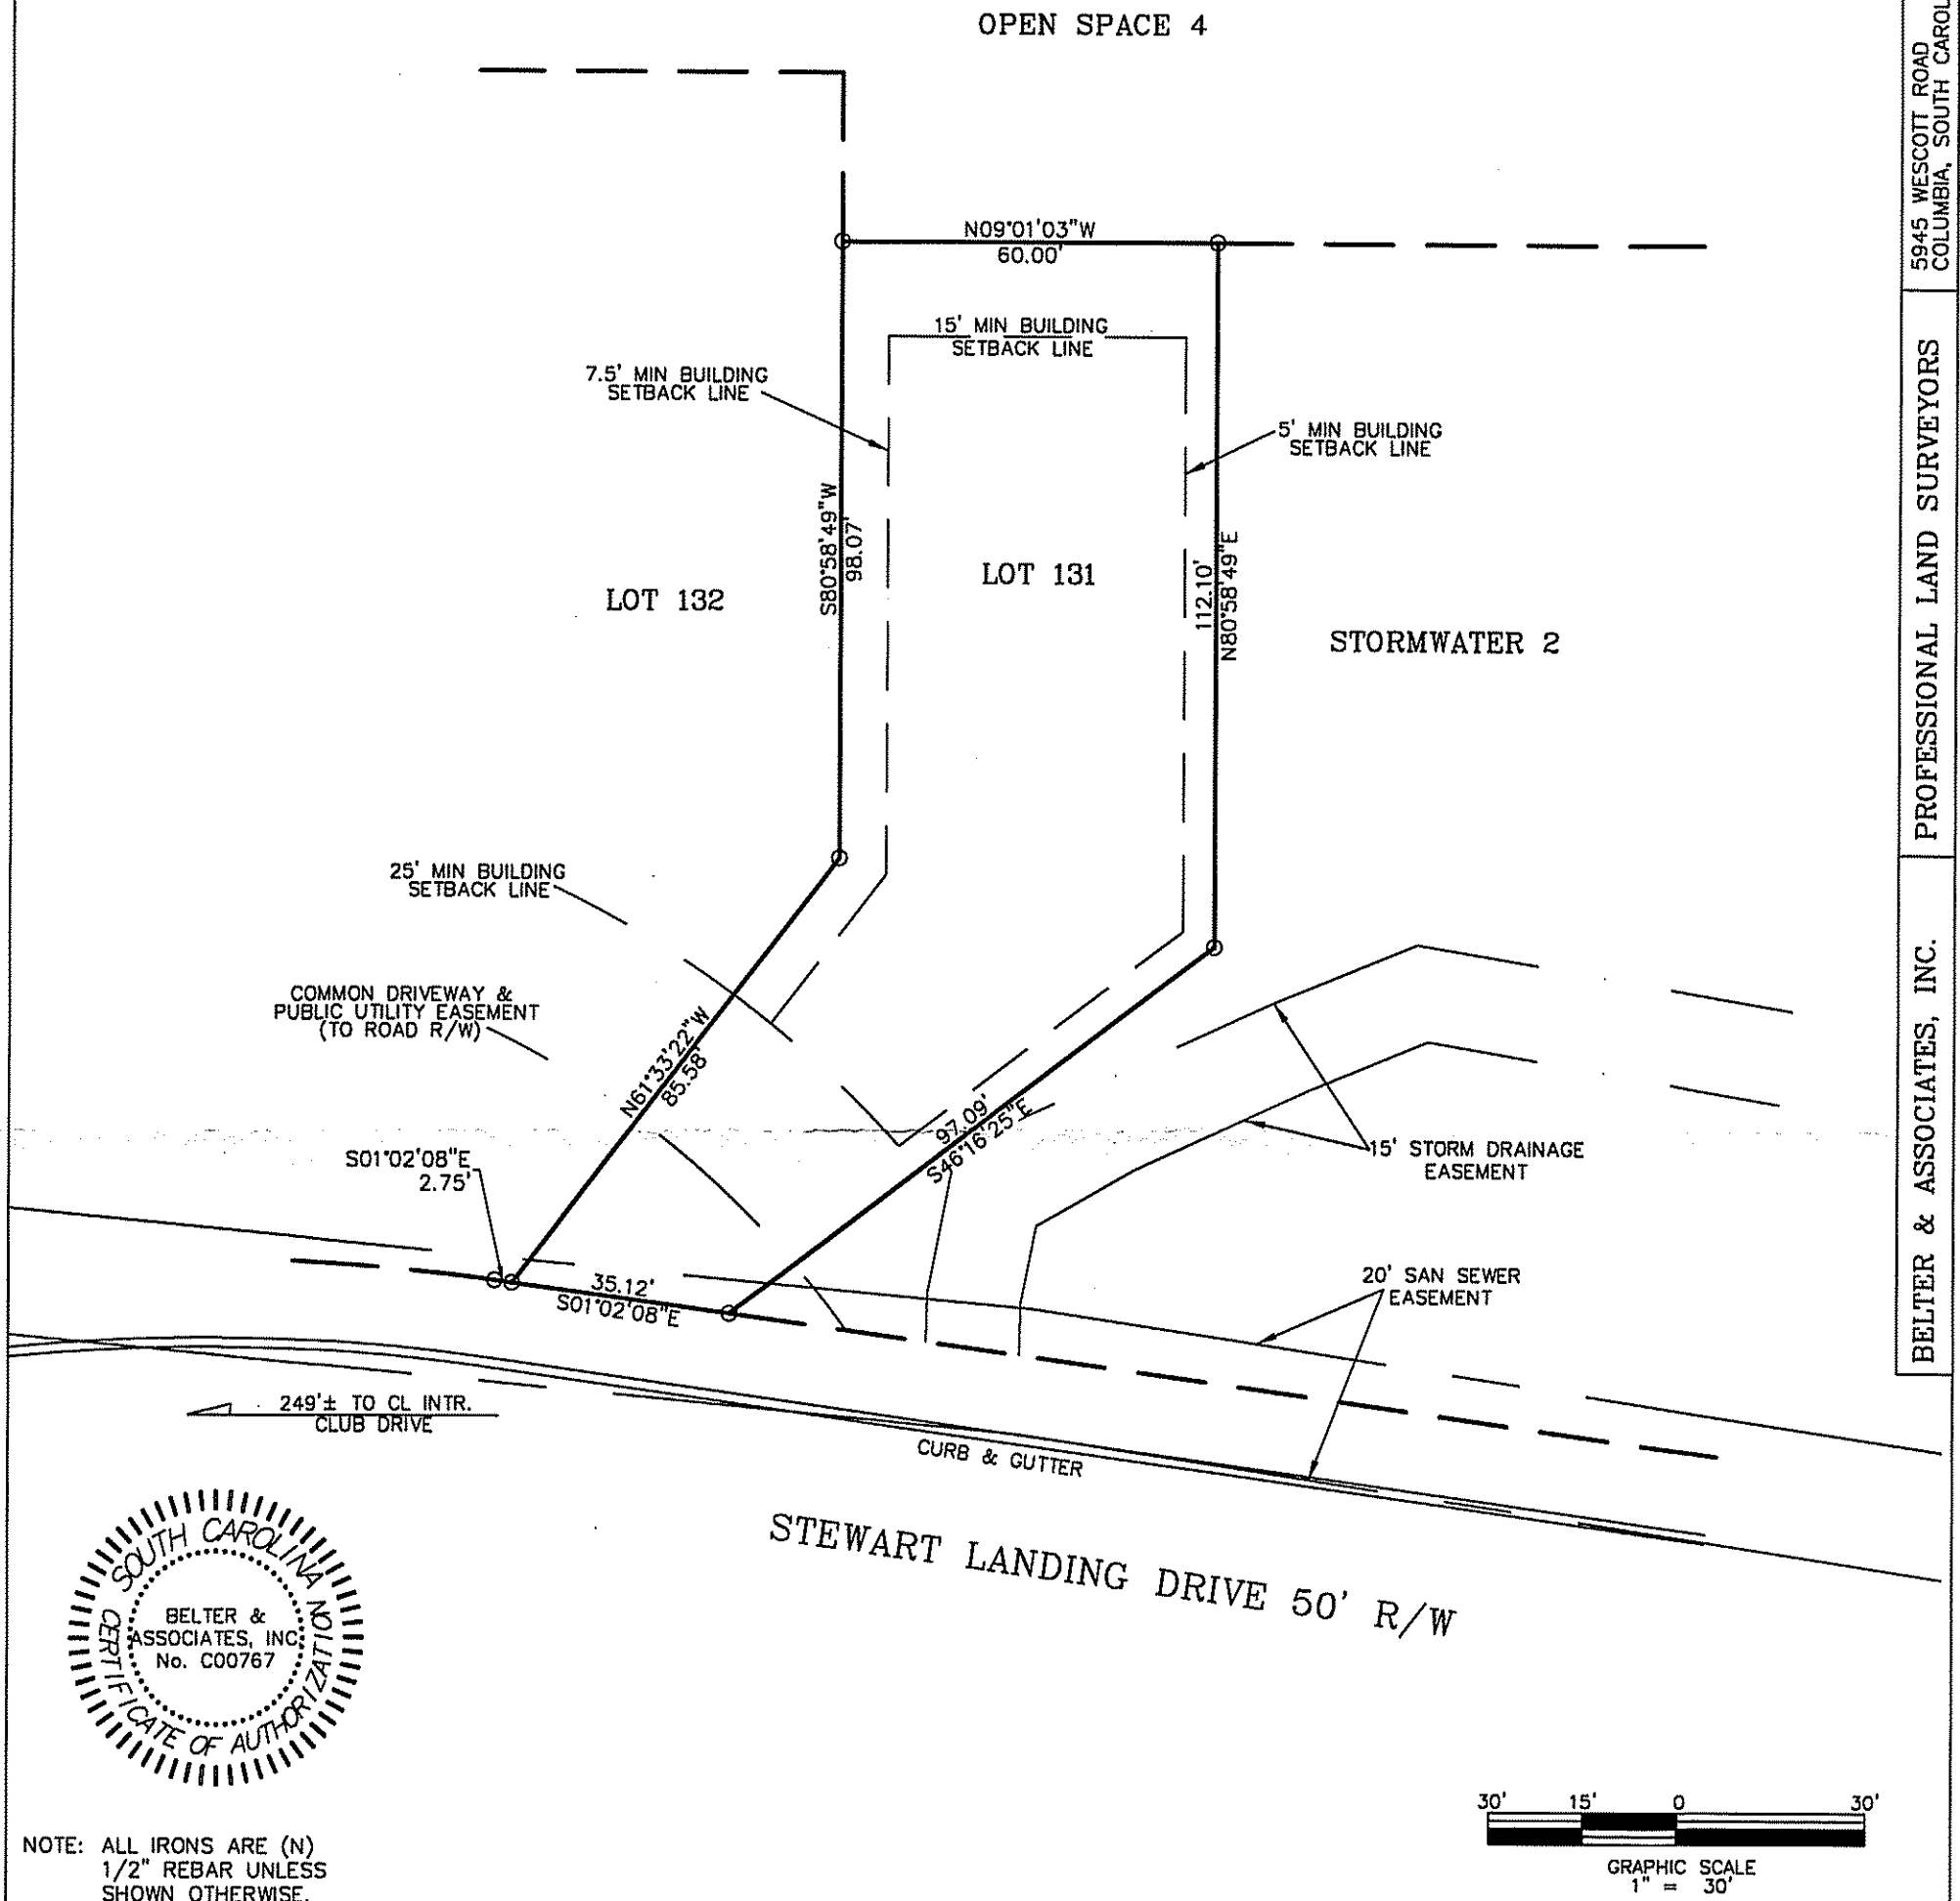 OPEN SPACE 4
N09°01'03"W
60.00'
15' MIN BUILDING
SETBACK LINE
7.5' MIN BUILDING
SETBACK LINE
5' MIN BUILDING
SETBACK LINE
S80°58'49"W
98.07'
LOT 132
LOT 131
112.10'
N80°58'49"E
STORMWATER 2
25' MIN BUILDING
SETBACK LINE
COMMON DRIVEWAY &
PUBLIC UTILITY EASEMENT
(TO ROAD R/W)
N61°33'22"W
85.58'
97.09'
S46°16'25"E
S01°02'08"E
2.75'
15' STORM DRAINAGE
EASEMENT
35.12'
S01°02'08"E
20' SAN SEWER
EASEMENT
249'± TO CL INTR.
CLUB DRIVE
CURB & GUTTER
STEWART LANDING DRIVE 50' R/W
SOUTH CAROLINA
CERTIFICATE OF AUTHORIZATION
BELTER &
ASSOCIATES, INC
No. C00767
NOTE: ALL IRONS ARE (N)
1/2" REBAR UNLESS
SHOWN OTHERWISE.
30' 15' 0 30'
GRAPHIC SCALE
1" = 30'
BELTER & ASSOCIATES, INC.
PROFESSIONAL LAND SURVEYORS
5945 WESCOTT ROAD
COLUMBIA, SOUTH CAROL